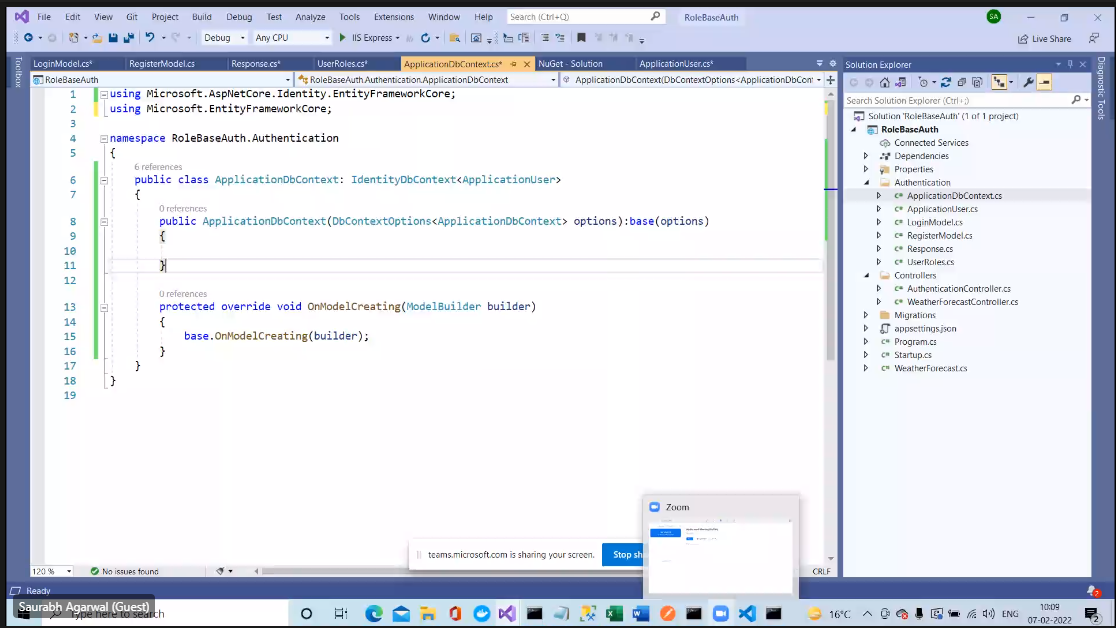 File Edit View Git Project Build Debug Test Analyze Tools Extensions Window Help Search (Ctrl+Q) RoleBaseAuth SA
Debug Any CPU IIS Express Live Share
Toolbox
LoginModel.cs* RegisterModel.cs* Response.cs* UserRoles.cs* ApplicationDbContext.cs* NuGet - Solution ApplicationUser.cs*
RoleBaseAuth RoleBaseAuth.Authentication.ApplicationDbContext ApplicationDbContext(DbContextOptions<ApplicationDbCon
1 using Microsoft.AspNetCore.Identity.EntityFrameworkCore;
2 using Microsoft.EntityFrameworkCore;
3
4 namespace RoleBaseAuth.Authentication
5 {
6 references
6 public class ApplicationDbContext: IdentityDbContext<ApplicationUser>
7 {
0 references
8 public ApplicationDbContext(DbContextOptions<ApplicationDbContext> options):base(options)
9 {
10
11 }
12
0 references
13 protected override void OnModelCreating(ModelBuilder builder)
14 {
15 base.OnModelCreating(builder);
16 }
17 }
18 }
19
Solution Explorer
Search Solution Explorer (Ctrl+;)
Solution 'RoleBaseAuth' (1 of 1 project)
RoleBaseAuth
Connected Services
Dependencies
Properties
Authentication
ApplicationDbContext.cs
ApplicationUser.cs
LoginModel.cs
RegisterModel.cs
Response.cs
UserRoles.cs
Controllers
AuthenticationController.cs
WeatherForecastController.cs
Migrations
appsettings.json
Program.cs
Startup.cs
WeatherForecast.cs
Diagnostic Tools
Zoom
teams.microsoft.com is sharing your screen. Stop sh
120 % No issues found CRLF
Ready
Saurabh Agarwal (Guest)
Type here to search
16°C ENG 10:09
07-02-2022
2